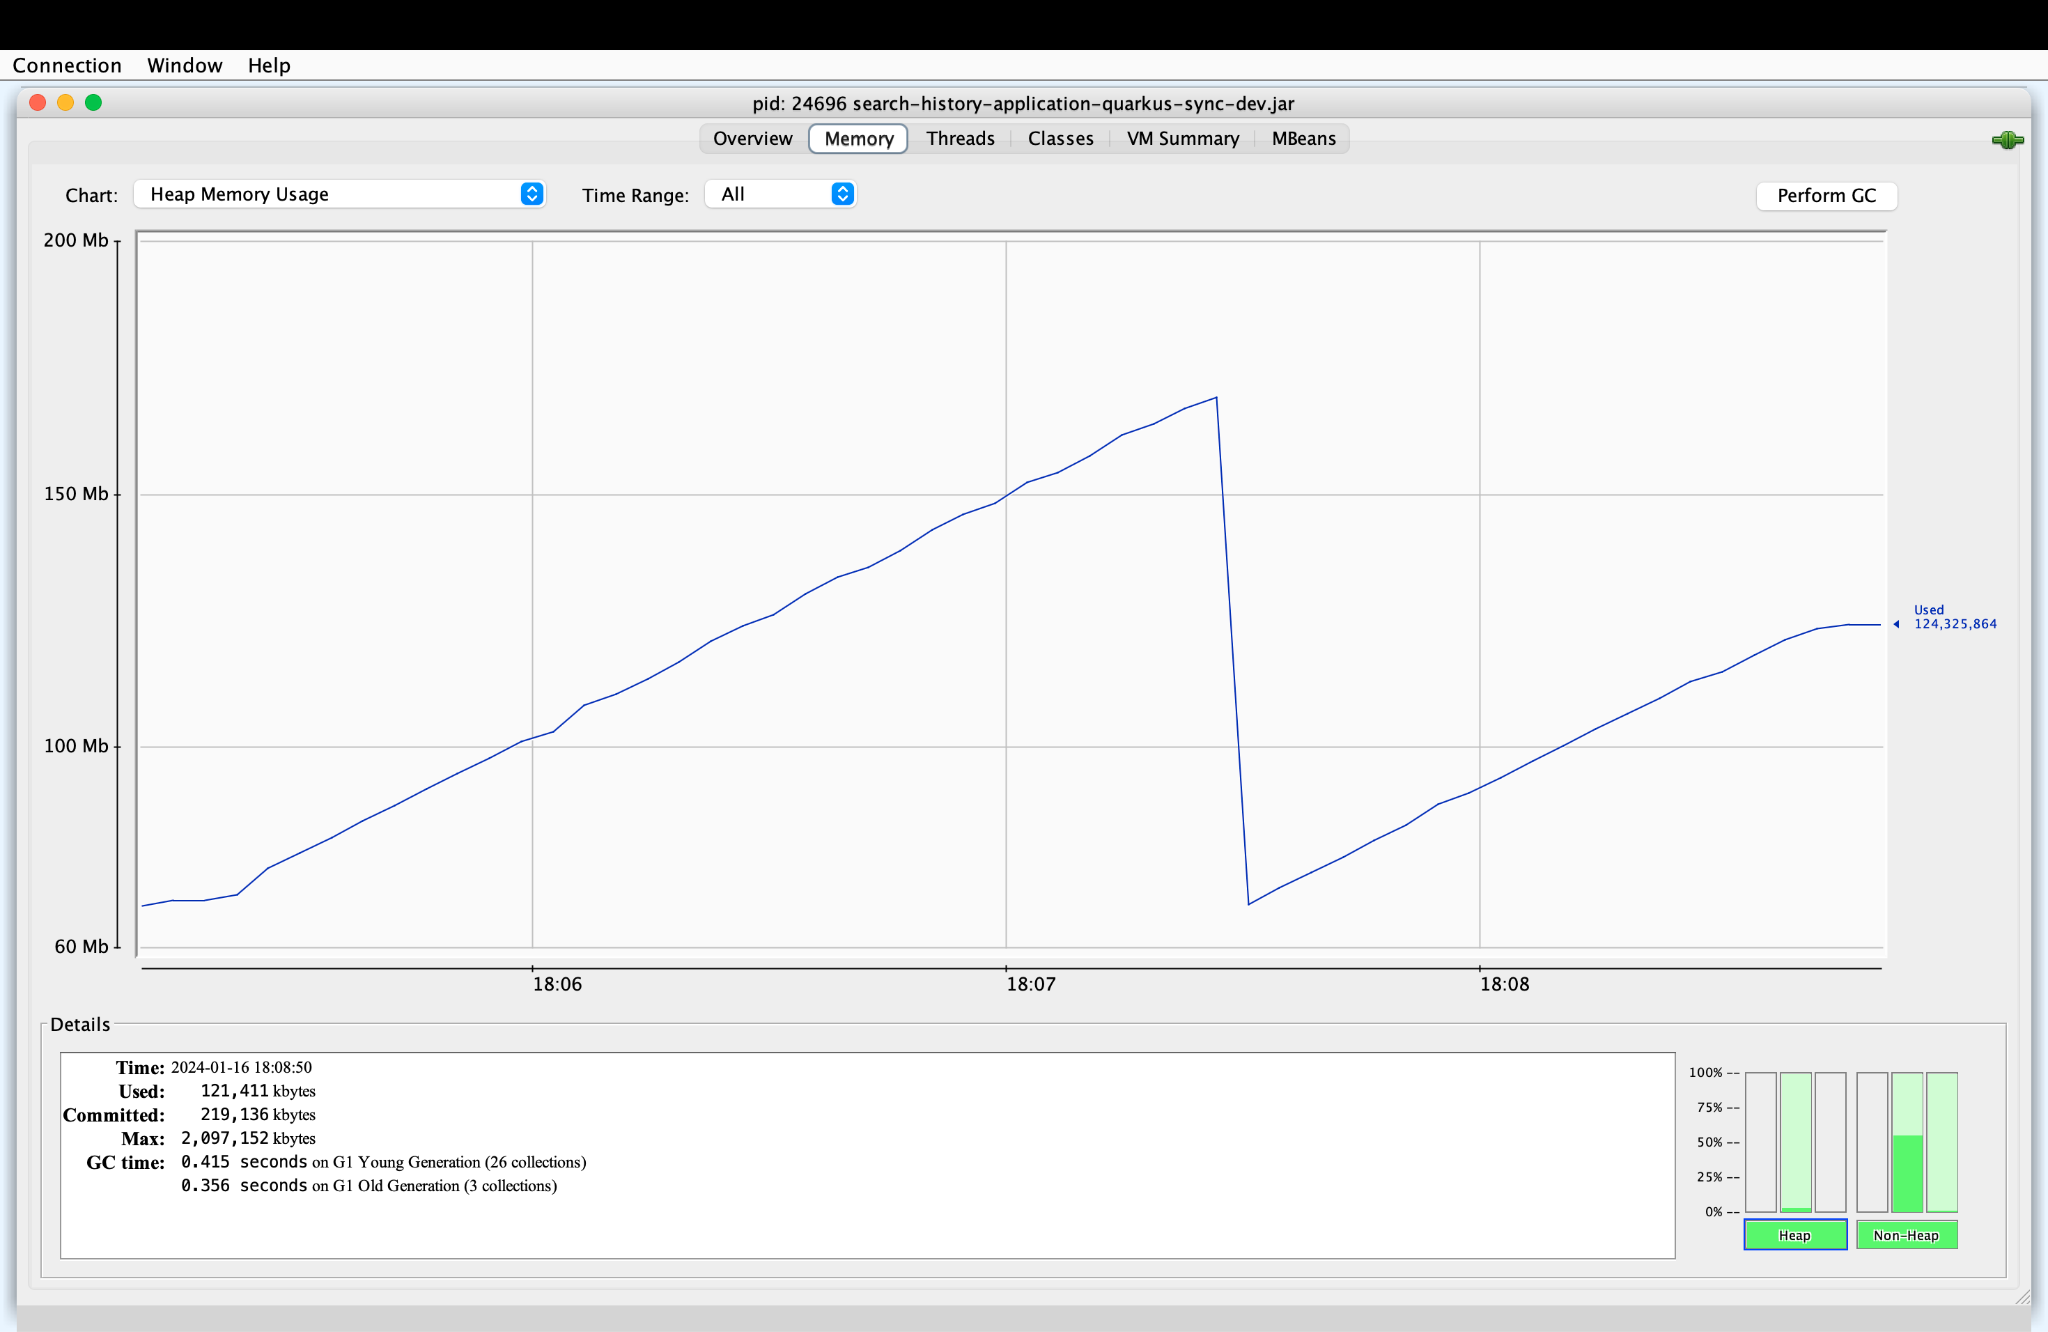 Connection Window Help
pid: 24696 search-history-application-quarkus-sync-dev.jar
Overview Memory Threads Classes VM Summary MBeans
Chart: Heap Memory Usage Time Range: All Perform GC
200 Mb
150 Mb
100 Mb
60 Mb
Used
124,325,864
18:06 18:07 18:08
Details
Time: 2024-01-16 18:08:50
Used: 121,411 kbytes
Committed: 219,136 kbytes
Max: 2,097,152 kbytes
GC time: 0.415 seconds on G1 Young Generation (26 collections)
0.356 seconds on G1 Old Generation (3 collections)
100% --
75% --
50% --
25% --
0% --
Heap Non-Heap